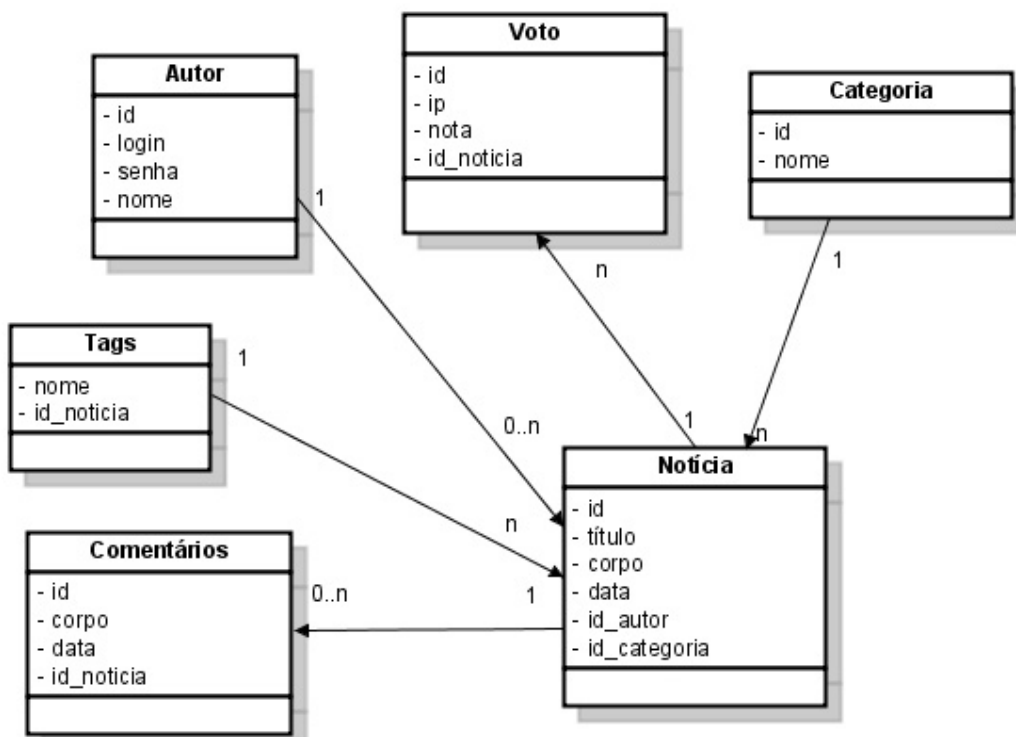 Autor
- id
- login
- senha
- nome
1
Voto
- id
- ip
- nota
- id_noticia
n
Categoria
- id
- nome
1
Tags
- nome
- id_noticia
1
0..n
1
n
n
Notícia
- id
- título
- corpo
- data
- id_autor
- id_categoria
Comentários
- id
- corpo
- data
- id_noticia
0..n
1